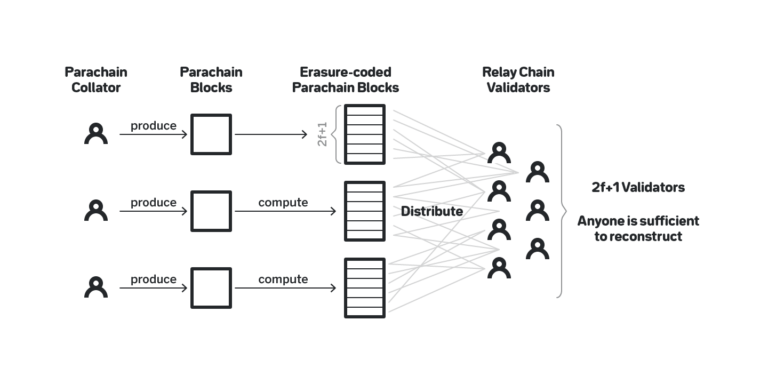 Parachain
Collator
Parachain
Blocks
Erasure-coded
Parachain Blocks
Relay Chain
Validators
produce
2f+1
produce
compute
Distribute
2f+1 Validators
Anyone is sufficient
to reconstruct
produce
compute